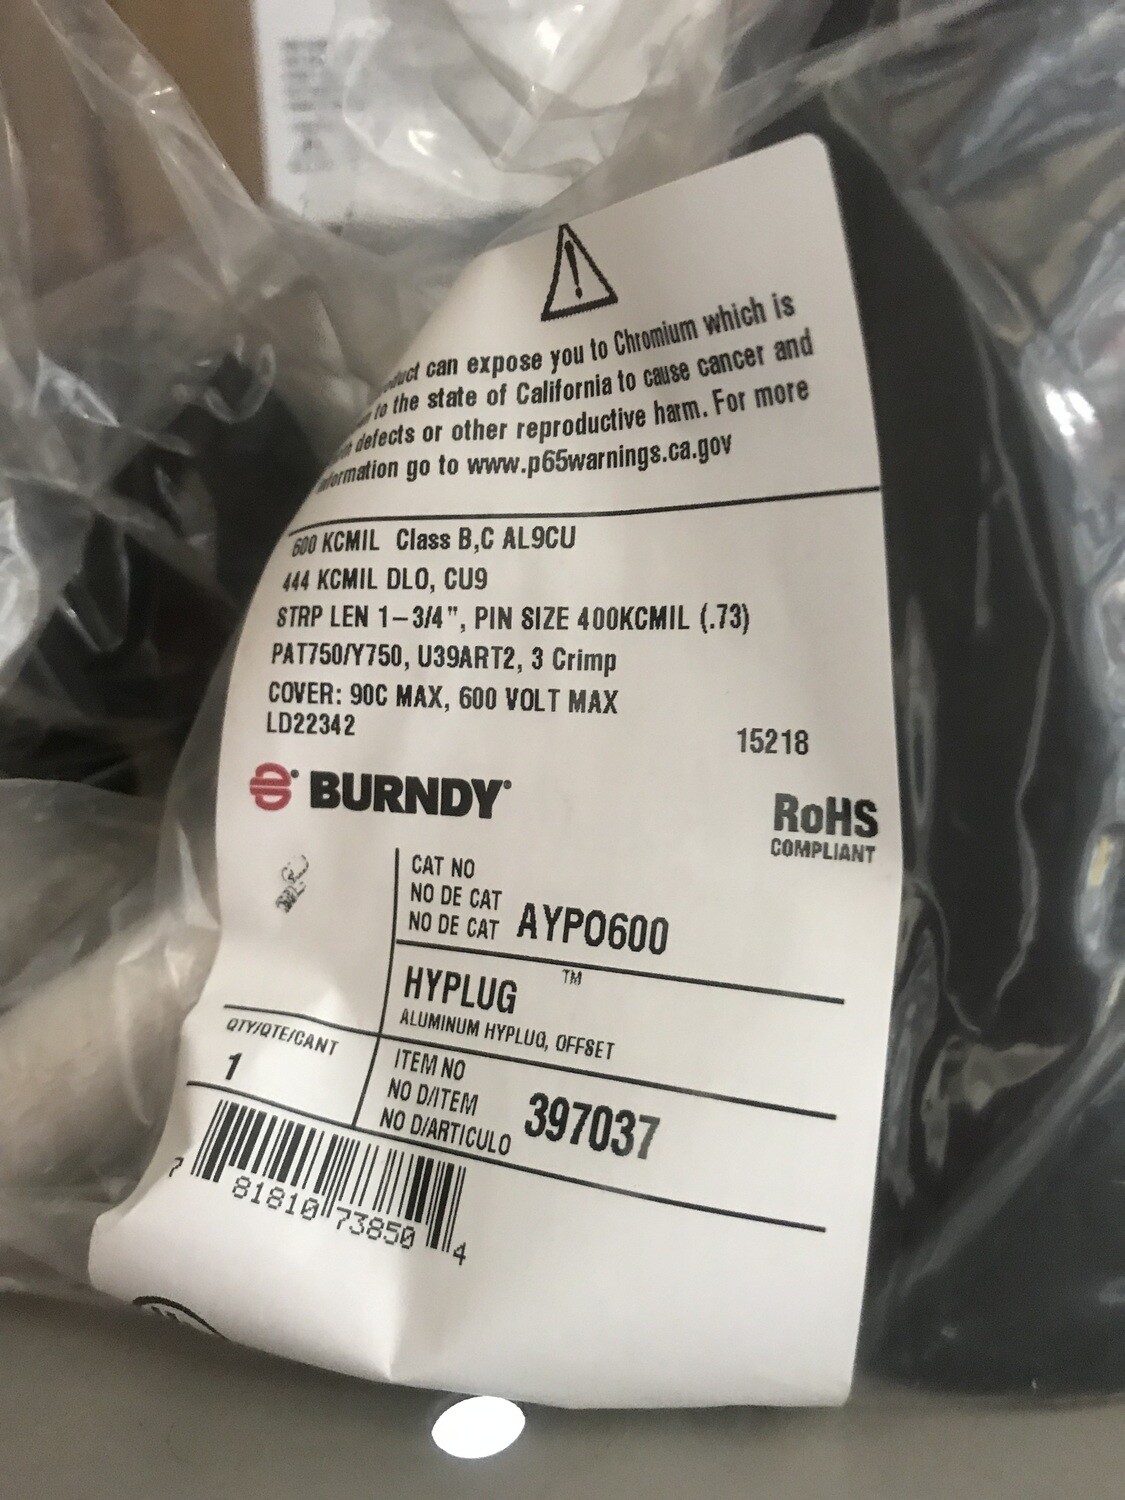 can expose you to Chromium which is
to the state of California to cause cancer and
defects or other reproductive harm. For more
information go to www.p65warnings.ca.gov
600 KCMIL Class B,C AL9CU
444 KCMIL DLO, CU9
STRP LEN 1-3/4", PIN SIZE 400KCMIL (.73)
PAT750/Y750, U39ART2, 3 Crimp
COVER: 90C MAX, 600 VOLT MAX
LD22342
15218
BURNDY®
RoHS
COMPLIANT
CAT NO
NO DE CAT
NO DE CAT AYPO600
HYPLUG™
ALUMINUM HYPLUG, OFFSET
QTY/QTE/CANT
1
ITEM NO
NO D/ITEM
NO D/ARTICULO
397037
7 81810 73850 4